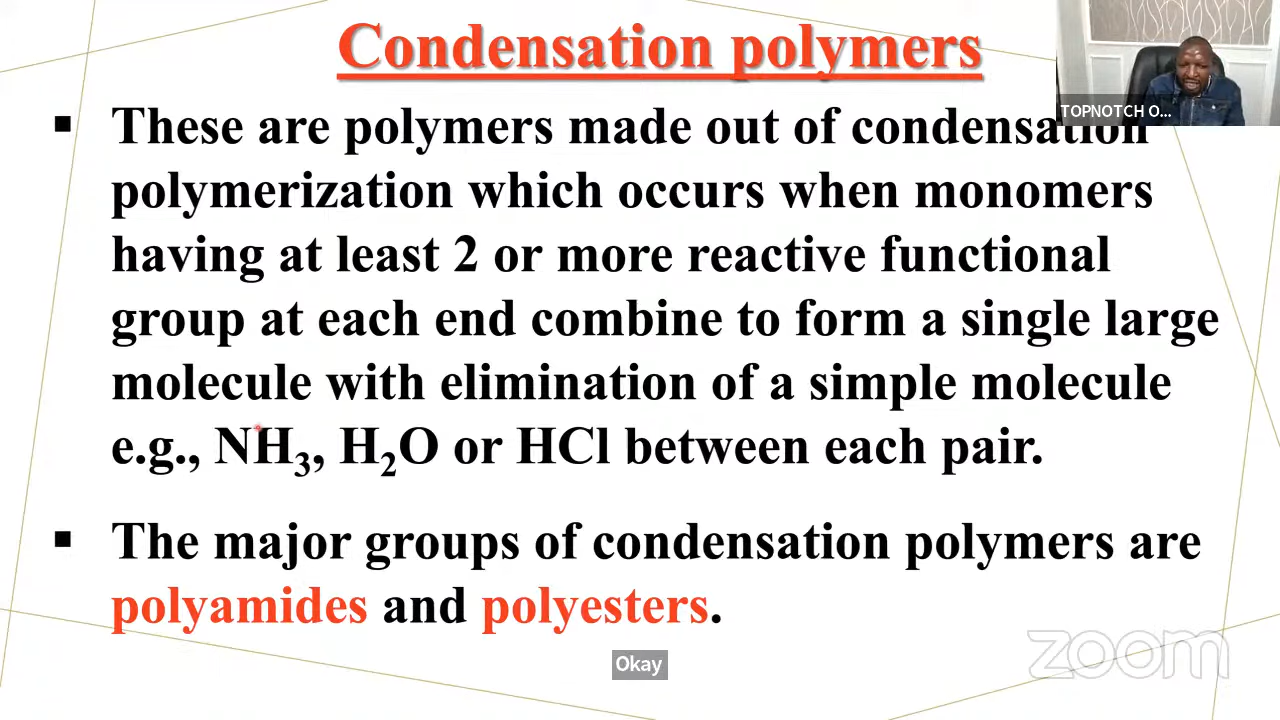 Condensation polymers
TOPNOTCH O...
▪ These are polymers made out of condensation
polymerization which occurs when monomers
having at least 2 or more reactive functional
group at each end combine to form a single large
molecule with elimination of a simple molecule
e.g., NH₃, H₂O or HCl between each pair.
▪ The major groups of condensation polymers are
polyamides and polyesters.
zoom
Okay